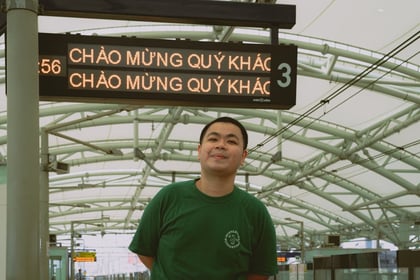 :56
CHÀO MỪNG QUÝ KHÁC
CHÀO MỪNG QUÝ KHÁC
3